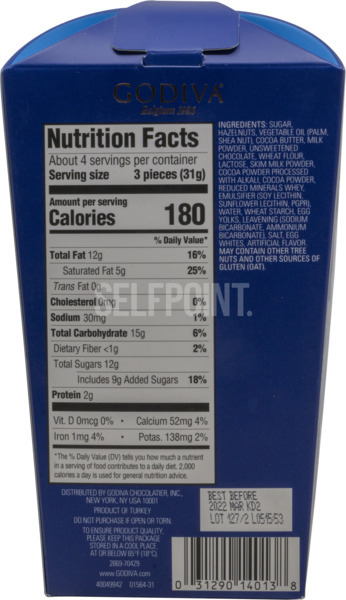 GODIVA
Belgium 1926
Nutrition Facts
About 4 servings per container
Serving size 3 pieces (31g)
Amount per serving
Calories 180
% Daily Value*
Total Fat 12g 16%
Saturated Fat 5g 25%
Trans Fat 0g
Cholesterol 0mg 0%
Sodium 30mg 1%
Total Carbohydrate 15g 6%
Dietary Fiber <1g 2%
Total Sugars 12g
Includes 9g Added Sugars 18%
Protein 2g
Vit. D 0mcg 0% • Calcium 52mg 4%
Iron 1mg 4% • Potas. 138mg 2%
*The % Daily Value (DV) tells you how much a nutrient
in a serving of food contributes to a daily diet. 2,000
calories a day is used for general nutrition advice.
INGREDIENTS: SUGAR,
HAZELNUTS, VEGETABLE OIL (PALM,
SHEA NUT), COCOA BUTTER, MILK
POWDER, UNSWEETENED
CHOCOLATE, WHEAT FLOUR,
LACTOSE, SKIM MILK POWDER,
COCOA POWDER PROCESSED
WITH ALKALI, COCOA POWDER,
REDUCED MINERALS WHEY,
EMULSIFIER (SOY LECITHIN,
SUNFLOWER LECITHIN, PGPR),
WATER, WHEAT STARCH, EGG
YOLKS, LEAVENING (SODIUM
BICARBONATE, AMMONIUM
BICARBONATE), SALT, EGG
WHITES, ARTIFICIAL FLAVOR.
MAY CONTAIN OTHER TREE
NUTS AND OTHER SOURCES OF
GLUTEN (OAT).
SELFPOINT.
DISTRIBUTED BY GODIVA CHOCOLATIER, INC.,
NEW YORK, NY USA 10001
PRODUCT OF TURKEY
DO NOT PURCHASE IF OPEN OR TORN.
TO ENSURE PRODUCT QUALITY,
PLEASE KEEP THIS PACKAGE
STORED IN A COOL PLACE,
AT OR BELOW 65°F (18°C).
2869-704Z9
www.GODIVA.com
40049942 01564-31
BEST BEFORE
2022 MAR KD2
LOT 127/2 L051553
0 31290 14013 8